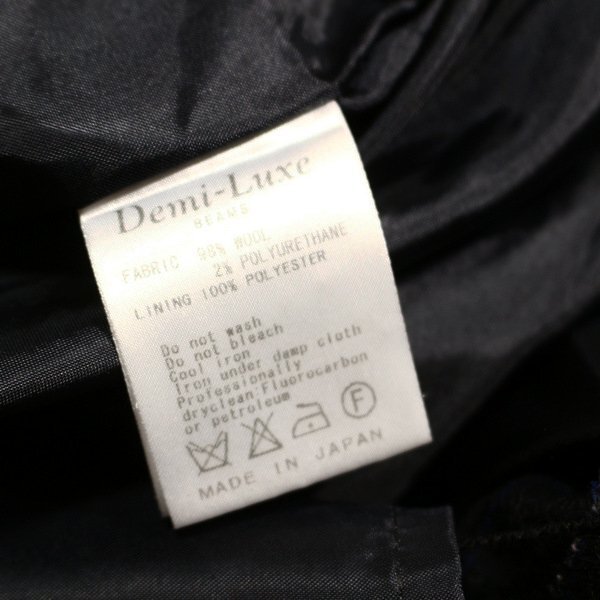 Demi-Luxe
BEAMS
FABRIC 98% WOOL
2% POLYURETHANE
LINING 100% POLYESTER
Do not wash
Do not bleach
Cool iron
Iron under damp cloth
Professionally
dryclean:Fluorocarbon
or petroleum
F
MADE IN JAPAN